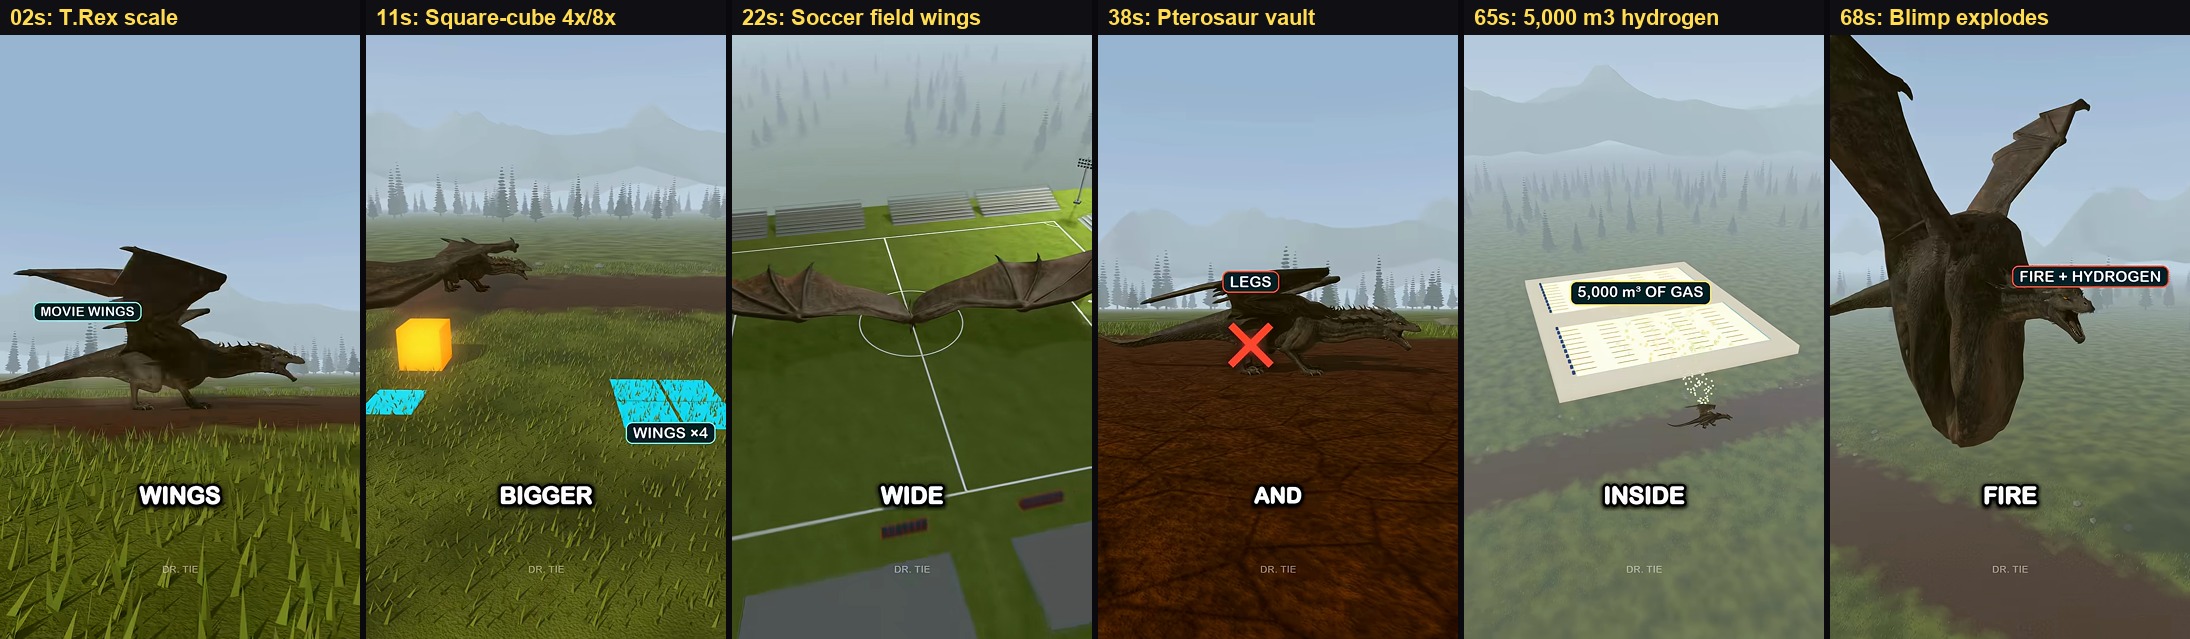 02s: T.Rex scale
MOVIE WINGS
WINGS
DR. TIE
11s: Square-cube 4x/8x
WINGS ×4
BIGGER
DR. TIE
22s: Soccer field wings
WIDE
DR. TIE
38s: Pterosaur vault
LEGS
AND
DR. TIE
65s: 5,000 m3 hydrogen
5,000 m³ OF GAS
INSIDE
DR. TIE
68s: Blimp explodes
FIRE + HYDROGEN
FIRE
DR. TIE